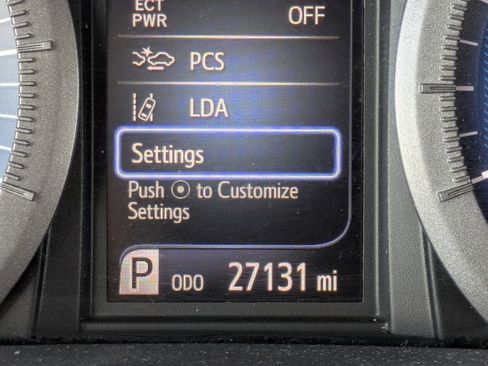 ECT
PWR OFF
PCS
LDA
Settings
Push to Customize
Settings
P ODO 27131 mi